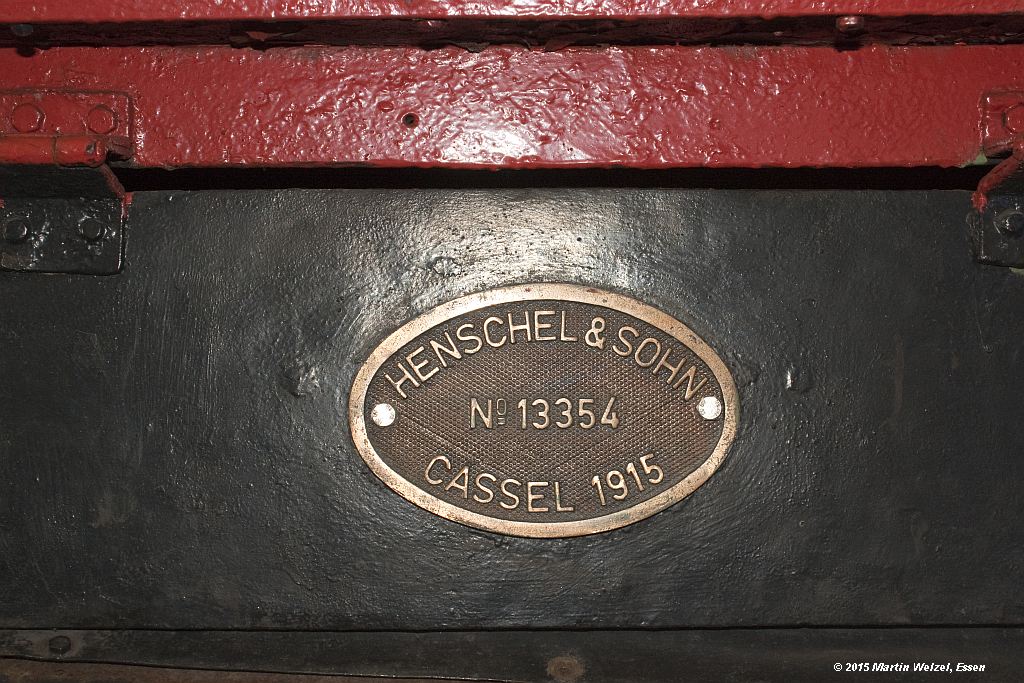 HENSCHEL & SOHN
Nº 13354
CASSEL 1915
© 2015 Martin Welzel, Essen